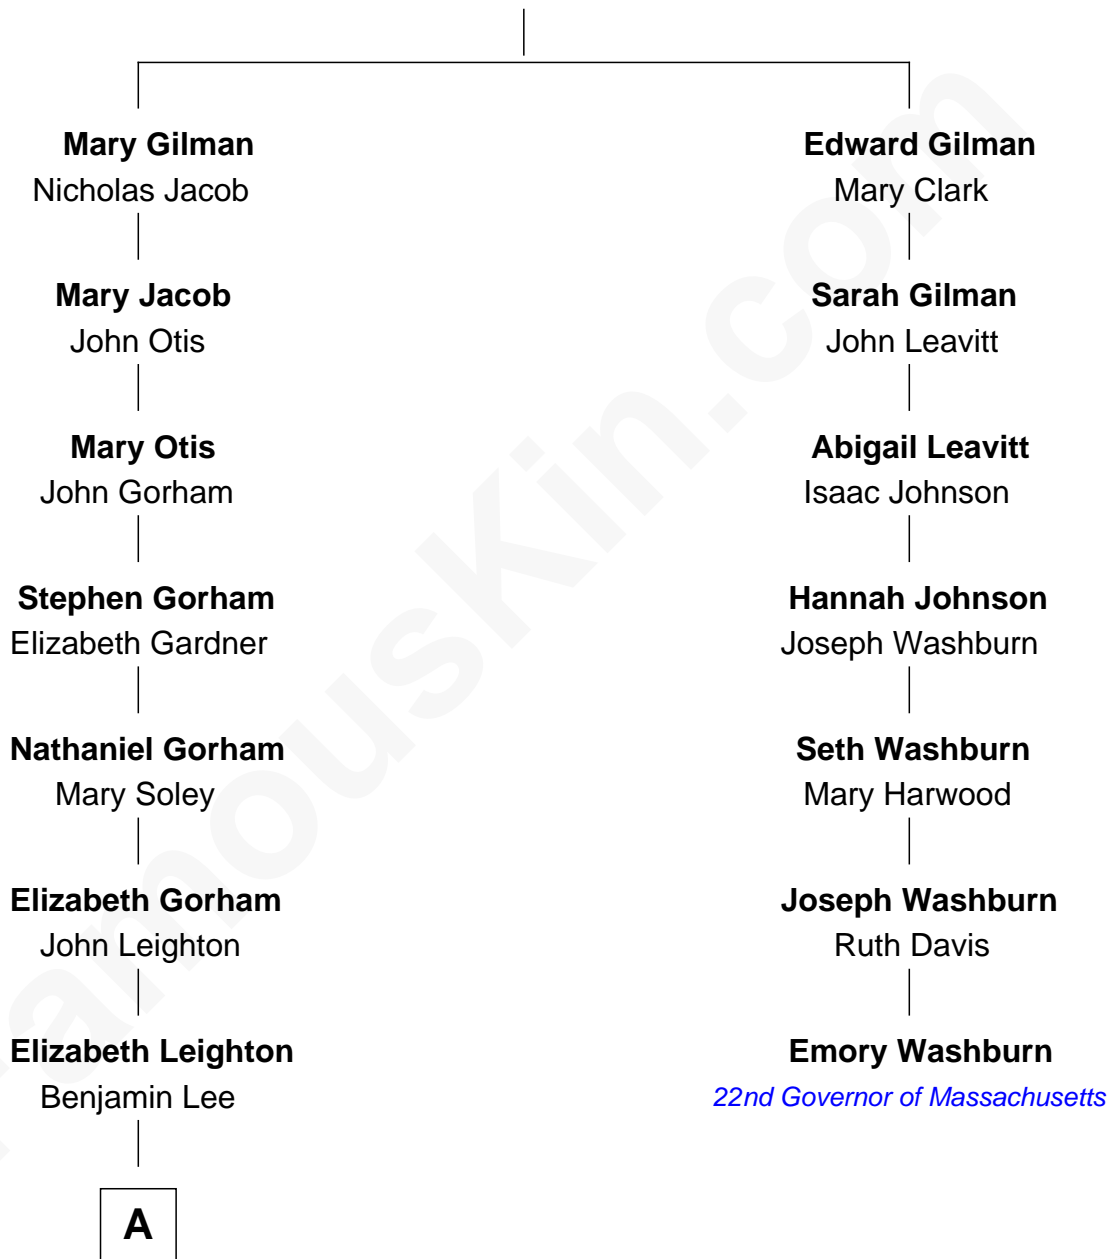 Mary Gilman
Nicholas Jacob
Mary Jacob
John Otis
Mary Otis
John Gorham
Stephen Gorham
Elizabeth Gardner
Nathaniel Gorham
Mary Soley
Elizabeth Gorham
John Leighton
Elizabeth Leighton
Benjamin Lee
A
Edward Gilman
Mary Clark
Sarah Gilman
John Leavitt
Abigail Leavitt
Isaac Johnson
Hannah Johnson
Joseph Washburn
Seth Washburn
Mary Harwood
Joseph Washburn
Ruth Davis
Emory Washburn
22nd Governor of Massachusetts
FamousKin.com